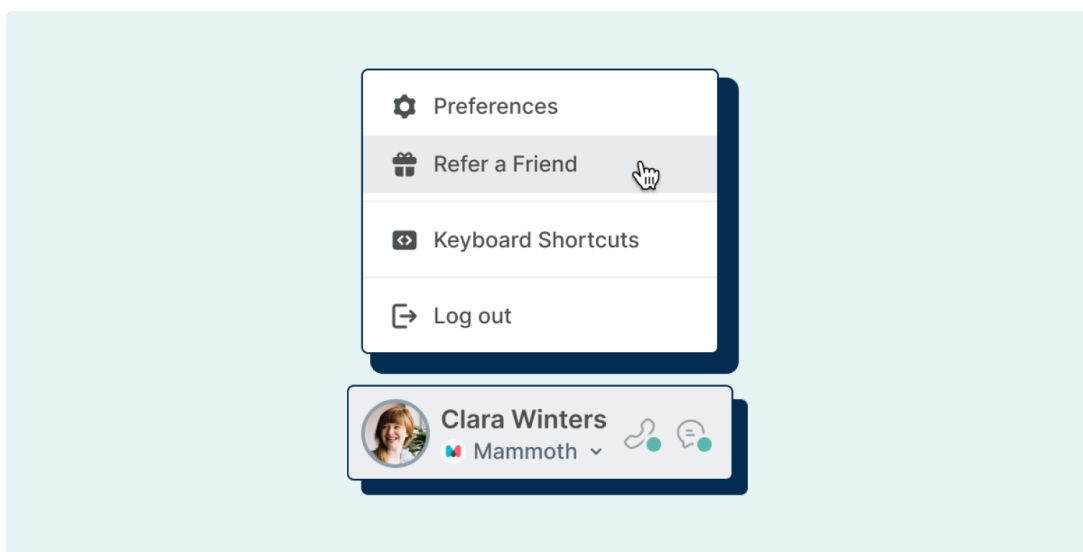 Preferences
Refer a Friend
Keyboard Shortcuts
Log out
Clara Winters
Mammoth